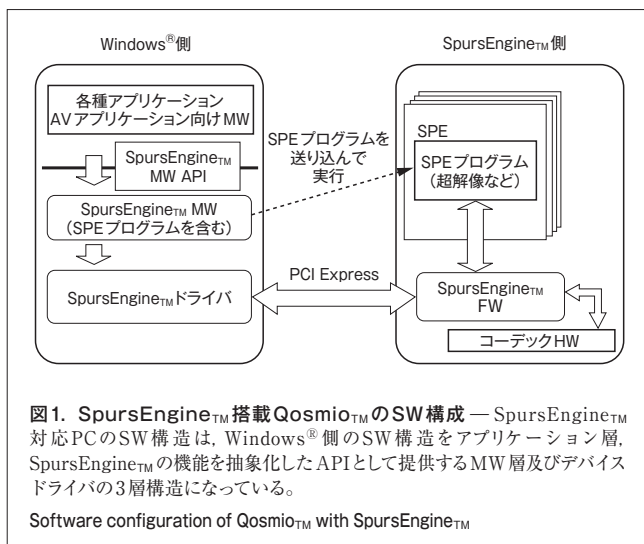 Windows®側
SpursEngine™側
各種アプリケーション
AVアプリケーション向けMW
SpursEngine™
MW API
SpursEngine™ MW
(SPEプログラムを含む)
SpursEngine™ドライバ
SPEプログラムを
送り込んで
実行
PCI Express
SPE
SPEプログラム
(超解像など)
SpursEngine™
FW
コーデックHW
図1. SpursEngine™搭載Qosmio™のSW構成 — SpursEngine™
対応PCのSW構造は,Windows®側のSW構造をアプリケーション層,
SpursEngine™の機能を抽象化したAPIとして提供するMW層及びデバイス
ドライバの3層構造になっている。
Software configuration of Qosmio™ with SpursEngine™